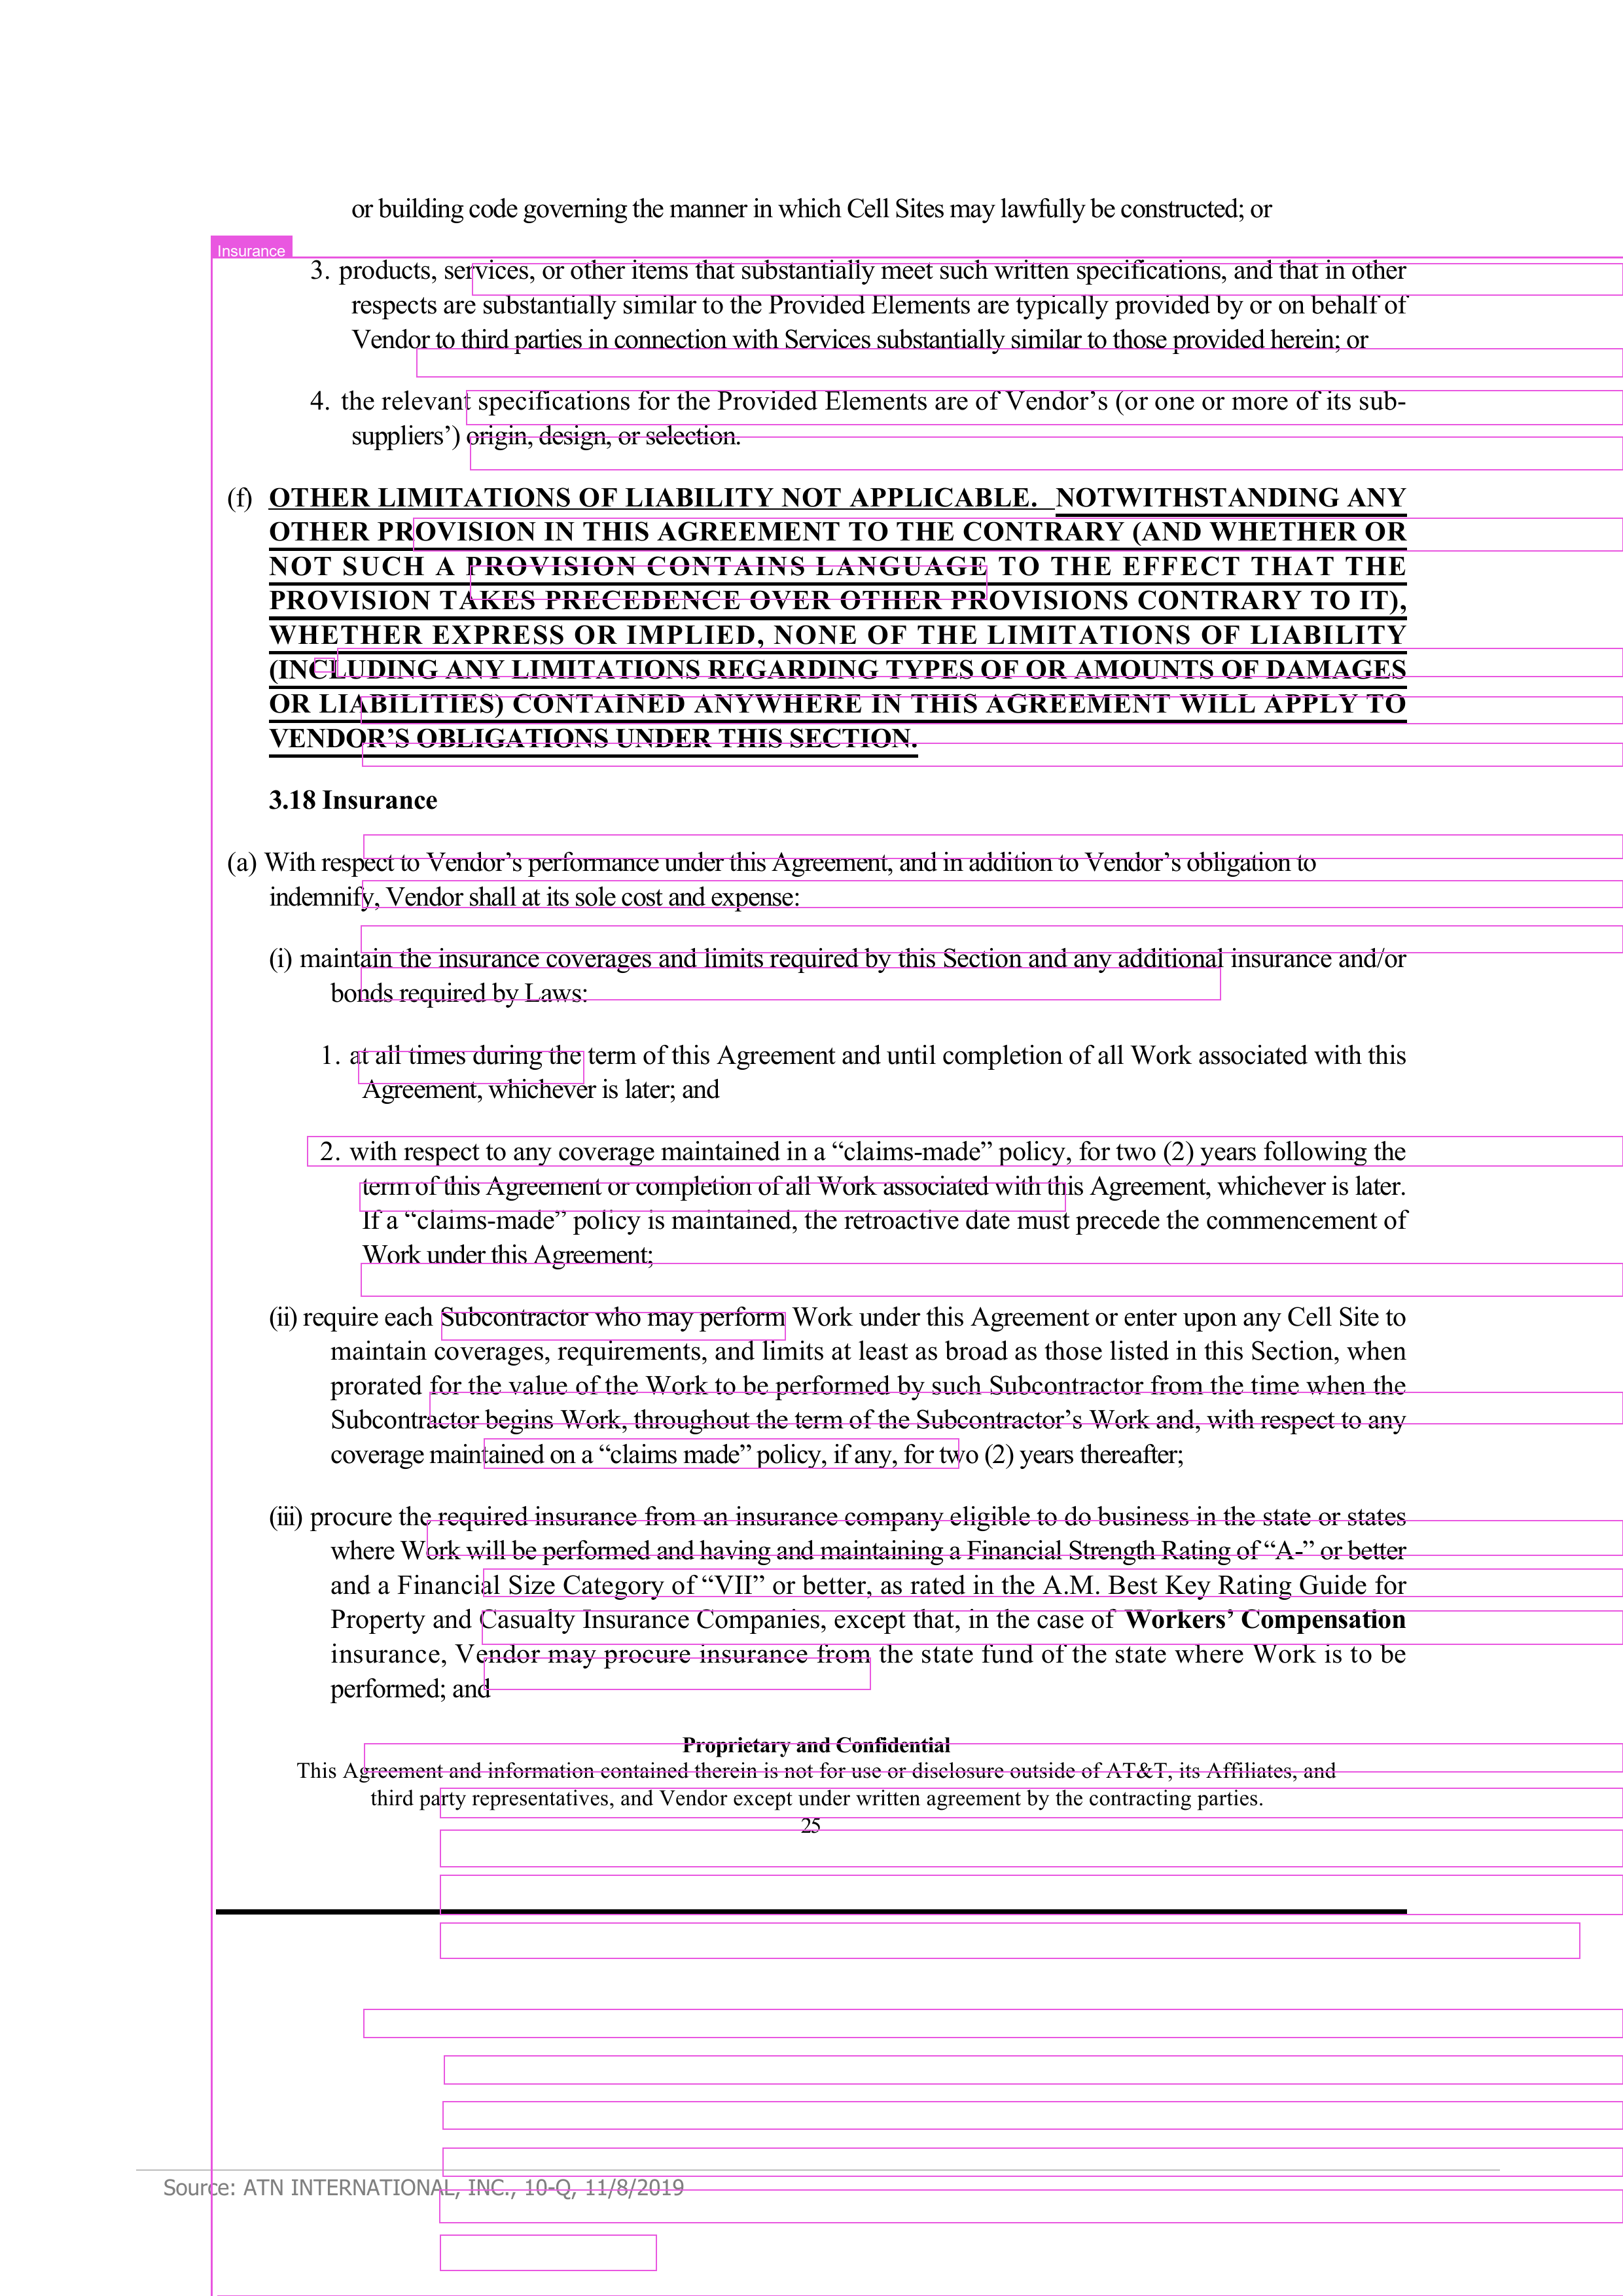 or building code governing the manner in which Cell Sites may lawfully be constructed; or
Insurance
3. products, services, or other items that substantially meet such written specifications, and that in other
respects are substantially similar to the Provided Elements are typically provided by or on behalf of
Vendor to third parties in connection with Services substantially similar to those provided herein; or
4. the relevant specifications for the Provided Elements are of Vendor’s (or one or more of its sub-
suppliers’) origin, design, or selection.
(f) OTHER LIMITATIONS OF LIABILITY NOT APPLICABLE. NOTWITHSTANDING ANY
OTHER PROVISION IN THIS AGREEMENT TO THE CONTRARY (AND WHETHER OR
NOT SUCH A PROVISION CONTAINS LANGUAGE TO THE EFFECT THAT THE
PROVISION TAKES PRECEDENCE OVER OTHER PROVISIONS CONTRARY TO IT),
WHETHER EXPRESS OR IMPLIED, NONE OF THE LIMITATIONS OF LIABILITY
(INCLUDING ANY LIMITATIONS REGARDING TYPES OF OR AMOUNTS OF DAMAGES
OR LIABILITIES) CONTAINED ANYWHERE IN THIS AGREEMENT WILL APPLY TO
VENDOR’S OBLIGATIONS UNDER THIS SECTION.
3.18 Insurance
(a) With respect to Vendor’s performance under this Agreement, and in addition to Vendor’s obligation to
indemnify, Vendor shall at its sole cost and expense:
(i) maintain the insurance coverages and limits required by this Section and any additional insurance and/or
bonds required by Laws:
1. at all times during the term of this Agreement and until completion of all Work associated with this
Agreement, whichever is later; and
2. with respect to any coverage maintained in a “claims-made” policy, for two (2) years following the
term of this Agreement or completion of all Work associated with this Agreement, whichever is later.
If a “claims-made” policy is maintained, the retroactive date must precede the commencement of
Work under this Agreement;
(ii) require each Subcontractor who may perform Work under this Agreement or enter upon any Cell Site to
maintain coverages, requirements, and limits at least as broad as those listed in this Section, when
prorated for the value of the Work to be performed by such Subcontractor from the time when the
Subcontractor begins Work, throughout the term of the Subcontractor’s Work and, with respect to any
coverage maintained on a “claims made” policy, if any, for two (2) years thereafter;
(iii) procure the required insurance from an insurance company eligible to do business in the state or states
where Work will be performed and having and maintaining a Financial Strength Rating of “A-” or better
and a Financial Size Category of “VII” or better, as rated in the A.M. Best Key Rating Guide for
Property and Casualty Insurance Companies, except that, in the case of Workers’ Compensation
insurance, Vendor may procure insurance from the state fund of the state where Work is to be
performed; and
Proprietary and Confidential
This Agreement and information contained therein is not for use or disclosure outside of AT&T, its Affiliates, and
third party representatives, and Vendor except under written agreement by the contracting parties.
25
Source: ATN INTERNATIONAL, INC., 10-Q, 11/8/2019